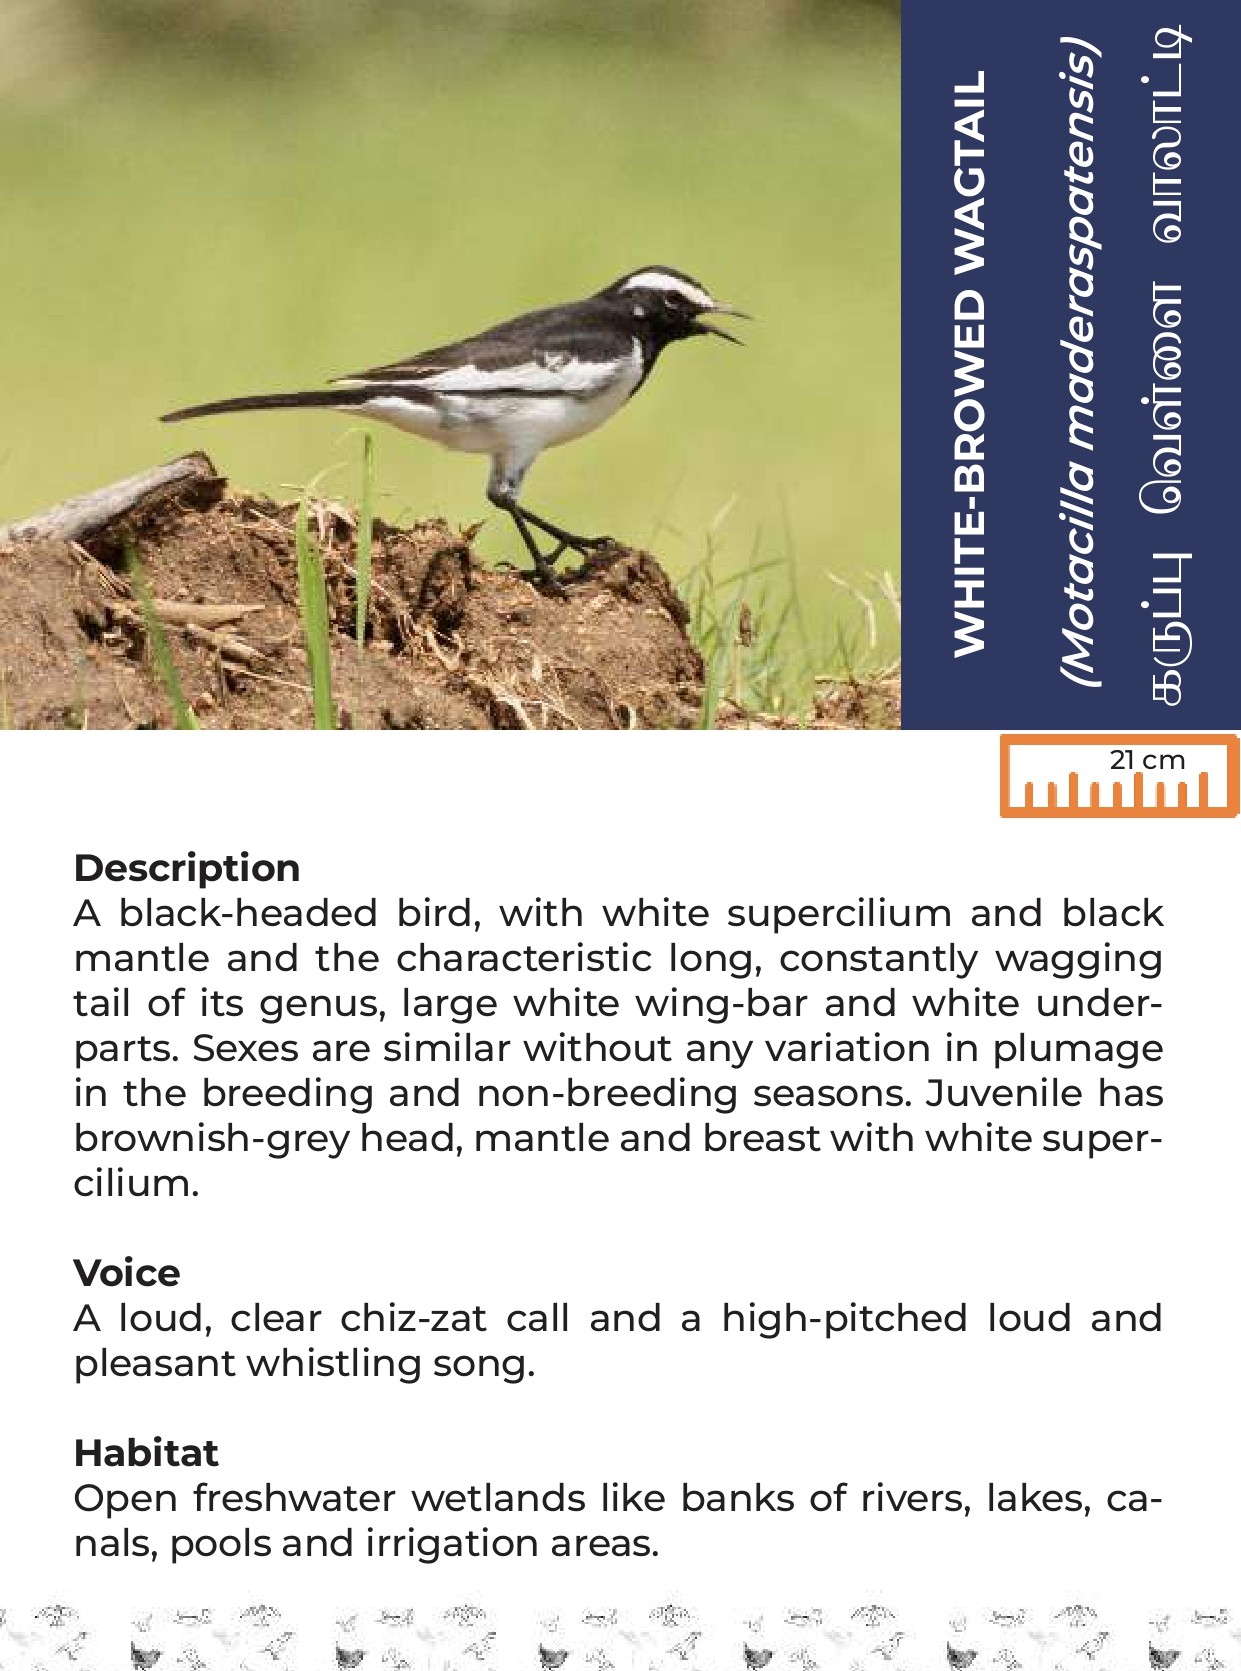 WHITE-BROWED WAGTAIL
(Motacilla maderaspatensis)
கருப்பு வெள்ளை வாலாட்டி
21 cm
Description
A black-headed bird, with white supercilium and black
mantle and the characteristic long, constantly wagging
tail of its genus, large white wing-bar and white under-
parts. Sexes are similar without any variation in plumage
in the breeding and non-breeding seasons. Juvenile has
brownish-grey head, mantle and breast with white super-
cilium.
Voice
A loud, clear chiz-zat call and a high-pitched loud and
pleasant whistling song.
Habitat
Open freshwater wetlands like banks of rivers, lakes, ca-
nals, pools and irrigation areas.